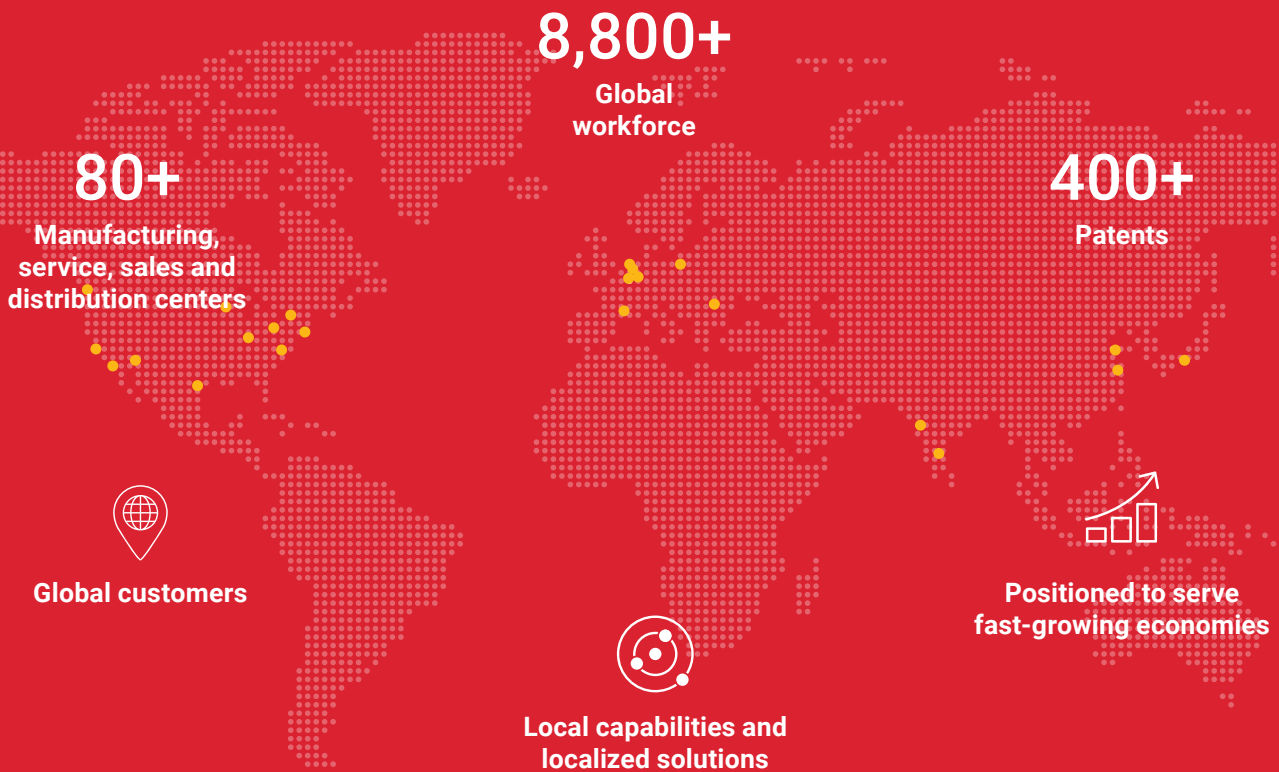 8,800+
Global
workforce
80+
Manufacturing,
service, sales and
distribution centers
400+
Patents
Global customers
Positioned to serve
fast-growing economies
Local capabilities and
localized solutions